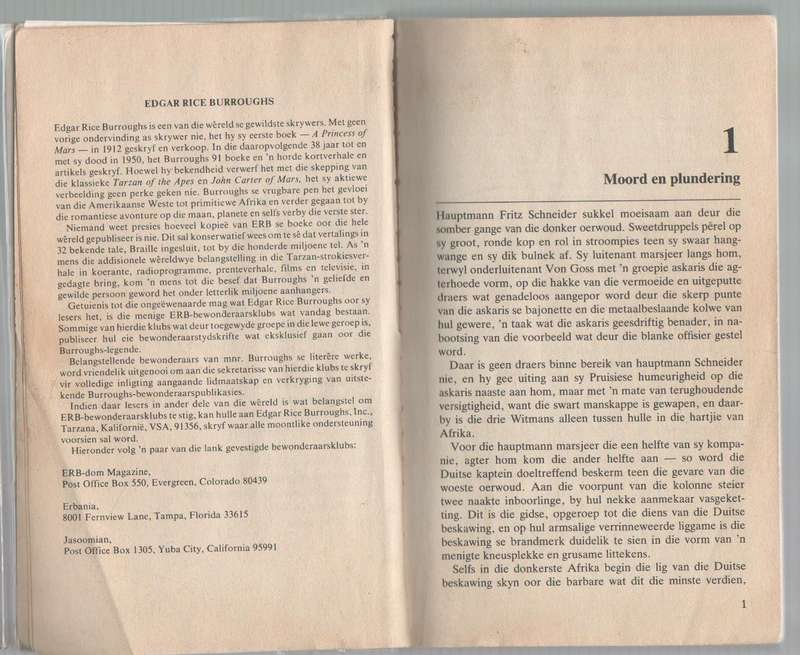 EDGAR RICE BURROUGHS
Edgar Rice Burroughs is een van die wêreld se gewildste skrywers. Met geen
vorige ondervinding as skrywer nie, het hy sy eerste boek — A Princess of
Mars — in 1912 geskryf en verkoop. In die daaropvolgende 38 jaar tot en
met sy dood in 1950, het Burroughs 91 boeke en 'n horde kortverhale en
artikels geskryf. Hoewel hy bekendheid verwerf het met die skepping van
die klassieke Tarzan of the Apes en John Carter of Mars, het sy aktiewe
verbeelding geen perke geken nie. Burroughs se vrugbare pen het gevloei
van die Amerikaanse Weste tot primitiewe Afrika en verder gegaan tot by
die romantiese avonture op die maan, planete en selfs verby die verste ster.
Niemand weet presies hoeveel kopieë van ERB se boeke oor die hele
wêreld gepubliseer is nie. Dit sal konserwatief wees om te sê dat vertalings in
32 bekende tale, Braille ingesluit, tot by die honderde miljoene tel. As 'n
mens die addisionele wêreldwye belangstelling in die Tarzan-strokiesver-
hale in koerante, radioprogramme, prenteverhale, films en televisie, in
gedagte bring, kom 'n mens tot die besef dat Burroughs 'n geliefde en
gewilde persoon geword het onder letterlik miljoene aanhangers.
Getuienis tot die ongeëwenaarde mag wat Edgar Rice Burroughs oor sy
lesers het, is die menige ERB-bewonderaarsklubs wat vandag bestaan.
Sommige van hierdie klubs wat deur toegewyde groepe in die lewe geroep is,
publiseer hul eie bewonderaarstydskrifte wat eksklusief gaan oor die
Burroughs-legende.
Belangstellende bewonderaars van mnr. Burroughs se literêre werke,
word vriendelik uitgenooi om aan die sekretarisse van hierdie klubs te skryf
vir volledige inligting aangaande lidmaatskap en verkryging van uitste-
kende Burroughs-bewonderaarspublikasies.
Indien daar lesers in ander dele van die wêreld is wat belangstel om
ERB-bewonderaarsklubs te stig, kan hulle aan Edgar Rice Burroughs, Inc.,
Tarzana, Kalifornië, VSA, 91356, skryf waar alle moontlike ondersteuning
voorsien sal word.
Hieronder volg 'n paar van die lank gevestigde bewonderaarsklubs:
ERB-dom Magazine,
Post Office Box 550, Evergreen, Colorado 80439
Erbania,
8001 Fernview Lane, Tampa, Florida 33615
Jasoomian,
Post Office Box 1305, Yuba City, California 95991
1
Moord en plundering
Hauptmann Fritz Schneider sukkel moeisaam aan deur die
somber gange van die donker oerwoud. Sweetdruppels pêrel op
sy groot, ronde kop en rol in stroompies teen sy swaar hang-
wange en sy dik bulnek af. Sy luitenant marsjeer langs hom,
terwyl onderluitenant Von Goss met 'n groepie askaris die ag-
terhoede vorm, op die hakke van die vermoeide en uitgeputte
draers wat genadeloos aangepor word deur die skerp punte
van die askaris se bajonette en die metaalbeslaande kolwe van
hul gewere, 'n taak wat die askaris geesdriftig benader, in na-
bootsing van die voorbeeld wat deur die blanke offisier gestel
word.
Daar is geen draers binne bereik van hauptmann Schneider
nie, en hy gee uiting aan sy Pruisiese humeurigheid op die
askaris naaste aan hom, maar met 'n mate van terughoudende
versigtigheid, want die swart manskappe is gewapen, en daar-
by is die drie Witmans alleen tussen hulle in die hartjie van
Afrika.
Voor die hauptmann marsjeer die een helfte van sy kompa-
nie, agter hom kom die ander helfte aan — so word die
Duitse kaptein doeltreffend beskerm teen die gevare van die
woeste oerwoud. Aan die voorpunt van die kolonne steier
twee naakte inboorlinge, by hul nekke aanmekaar vasgeket-
ting. Dit is die gidse, opgeroep tot die diens van die Duitse
beskawing, en op hul armsalige verrinneweerde liggame is die
beskawing se brandmerk duidelik te sien in die vorm van 'n
menigte kneusplekke en grusame littekens.
Selfs in die donkerste Afrika begin die lig van die Duitse
beskawing skyn oor die barbare wat dit die minste verdien,
1